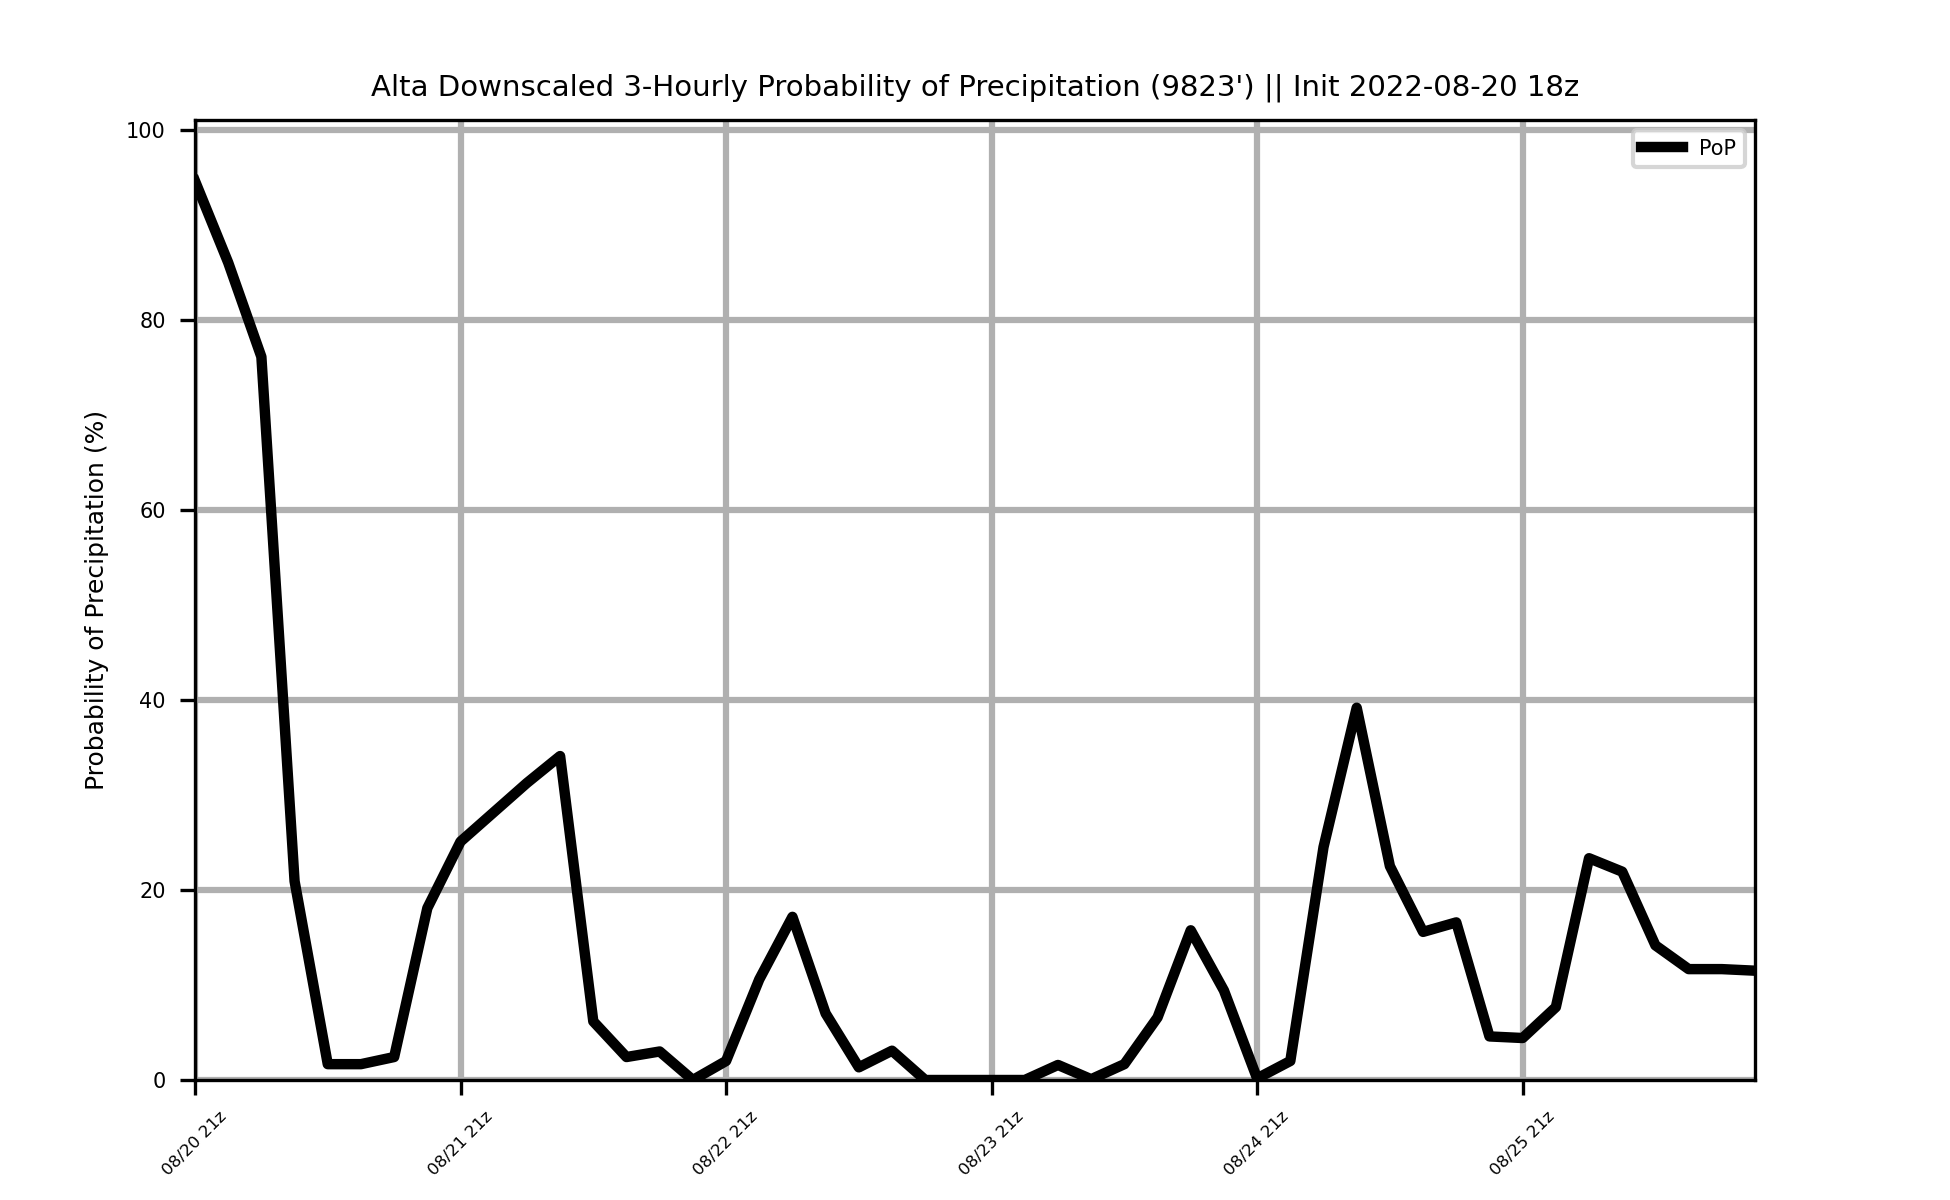 Alta Downscaled 3-Hourly Probability of Precipitation (9823') || Init 2022-08-20 18z
PoP
Probability of Precipitation (%)
100
80
60
40
20
0
08/20 21z
08/21 21z
08/22 21z
08/23 21z
08/24 21z
08/25 21z